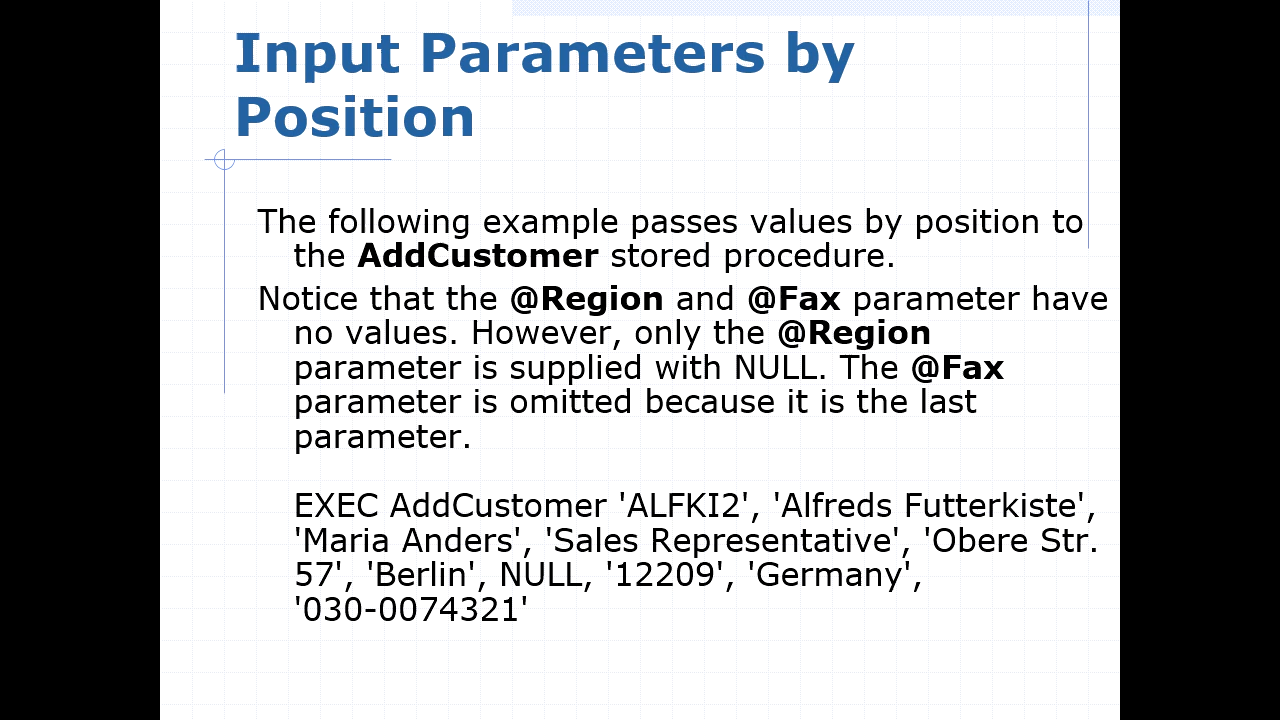 Input Parameters by
Position
The following example passes values by position to
the AddCustomer stored procedure.
Notice that the @Region and @Fax parameter have
no values. However, only the @Region
parameter is supplied with NULL. The @Fax
parameter is omitted because it is the last
parameter.
EXEC AddCustomer 'ALFKI2', 'Alfreds Futterkiste',
'Maria Anders', 'Sales Representative', 'Obere Str.
57', 'Berlin', NULL, '12209', 'Germany',
'030-0074321'